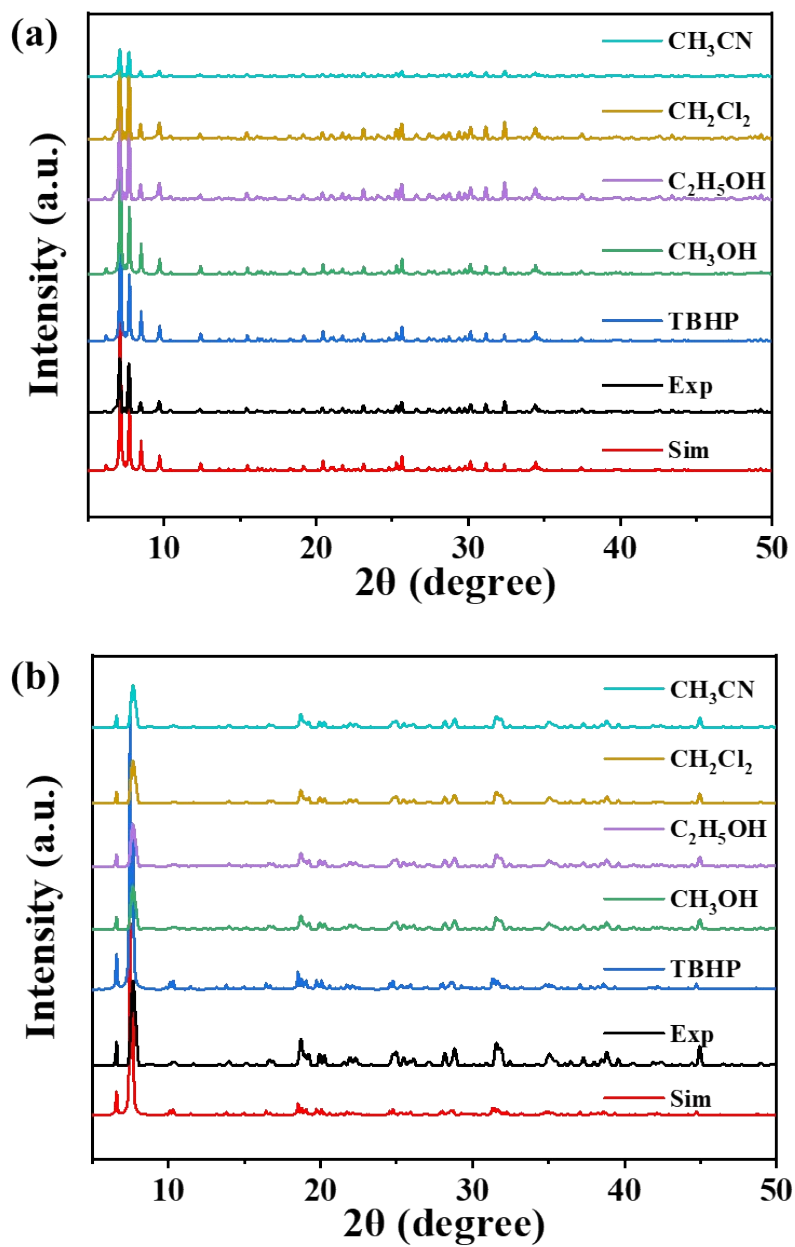 (a)
CH₃CN
CH₂Cl₂
C₂H₅OH
CH₃OH
TBHP
Exp
Sim
Intensity (a.u.)
10 20 30 40 50
2θ (degree)
(b)
CH₃CN
CH₂Cl₂
C₂H₅OH
CH₃OH
TBHP
Exp
Sim
Intensity (a.u.)
10 20 30 40 50
2θ (degree)